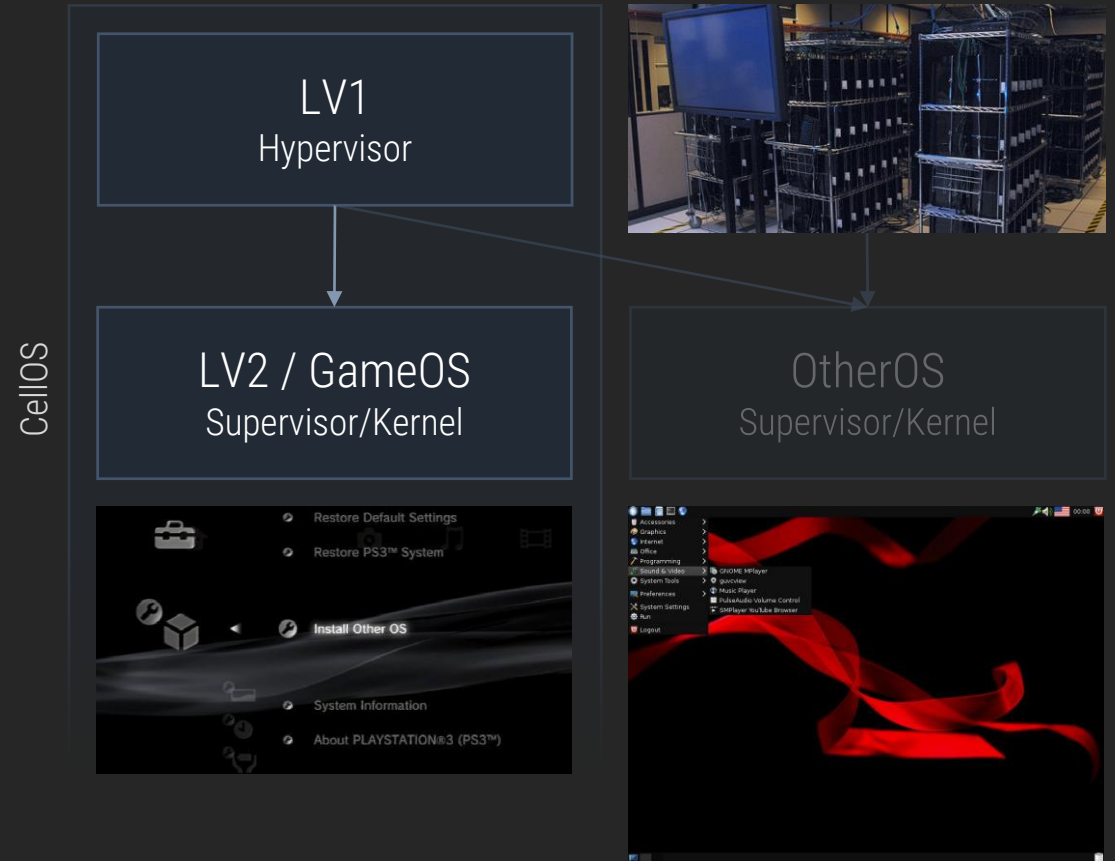 LV1
Hypervisor
CellOS
LV2 / GameOS
Supervisor/Kernel
OtherOS
Supervisor/Kernel
Restore Default Settings
Restore PS3™ System
Install Other OS
System Information
About PLAYSTATION®3 (PS3™)
00:00
Accessories
Graphics
Internet
Office
Programming
Sound & Video
System Tools
Preferences
System Settings
Run
Logout
GNOME MPlayer
guvcview
Music Player
PulseAudio Volume Control
SMPlayer YouTube Browser